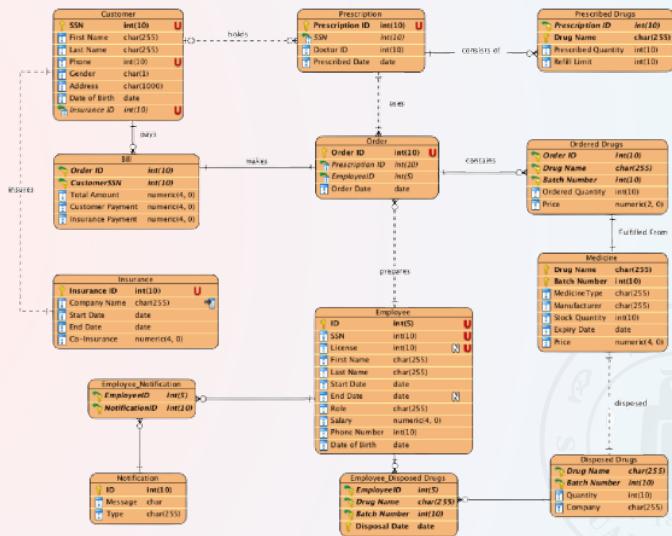 Customer
SSN int(10) U
First Name char(255)
Last Name char(255)
Phone int(10) U
Gender char(1)
Address char(1000)
Date of Birth date
Insurance ID int(10) U
holds
Prescription
Prescription ID int(10) U
SSN int(10)
Doctor ID int(10)
Prescribed Date date
consists of
Prescribed Drugs
Prescription ID int(10)
Drug Name char(255)
Prescribed Quantity int(10)
Refill Limit int(10)
insures
pays
uses
Bill
Order ID int(10)
CustomerSSN int(10)
Total Amount numeric(4, 0)
Customer Payment numeric(4, 0)
Insurance Payment numeric(4, 0)
makes
Order
Order ID int(10) U
Prescription ID int(10)
EmployeeID int(5)
Order Date date
contains
Ordered Drugs
Order ID int(10)
Drug Name char(255)
Batch Number int(10)
Ordered Quantity int(10)
Price numeric(2, 0)
Fulfilled From
Insurance
Insurance ID int(10) U
Company Name char(255)
Start Date date
End Date date
Co-Insurance numeric(4, 0)
prepares
Medicine
Drug Name char(255)
Batch Number int(10)
MedicineType char(255)
Manufacturer char(255)
Stock Quantity int(10)
Expiry Date date
Price numeric(4, 0)
Employee
ID int(5) U
SSN int(10) U
License int(10) N U
First Name char(255)
Last Name char(255)
Start Date date
End Date date N
Role char(255)
Salary numeric(4, 0)
Phone Number int(10)
Date of Birth date
disposed
Employee_Notification
EmployeeID int(5)
NotificationID int(10)
Notification
ID int(10)
Message char
Type char(255)
Employee_Disposed Drugs
EmployeeID int(5)
Drug Name char(255)
Batch Number int(10)
Disposal Date date
Disposed Drugs
Drug Name char(255)
Batch Number int(10)
Quantity int(10)
Company char(255)